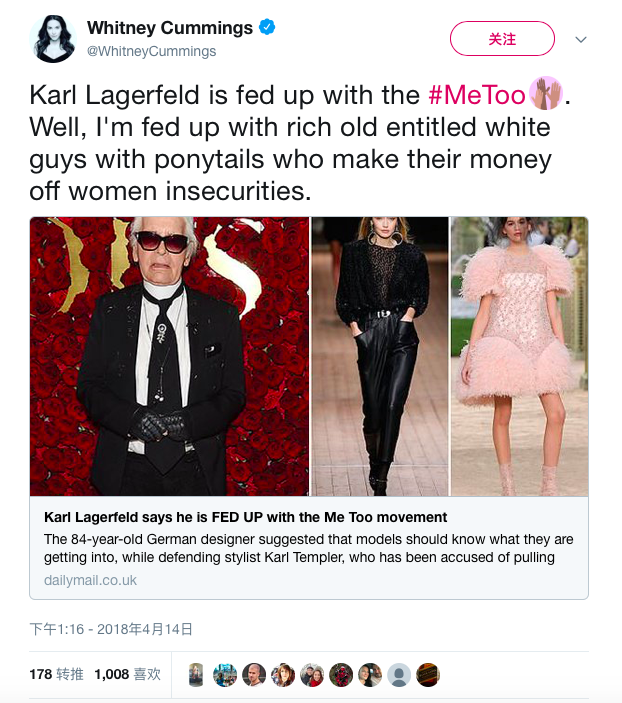 Whitney Cummings
@WhitneyCummings
关注
Karl Lagerfeld is fed up with the #MeToo.
Well, I'm fed up with rich old entitled white
guys with ponytails who make their money
off women insecurities.
Karl Lagerfeld says he is FED UP with the Me Too movement
The 84-year-old German designer suggested that models should know what they are
getting into, while defending stylist Karl Templer, who has been accused of pulling
dailymail.co.uk
下午1:16 - 2018年4月14日
178 转推 1,008 喜欢